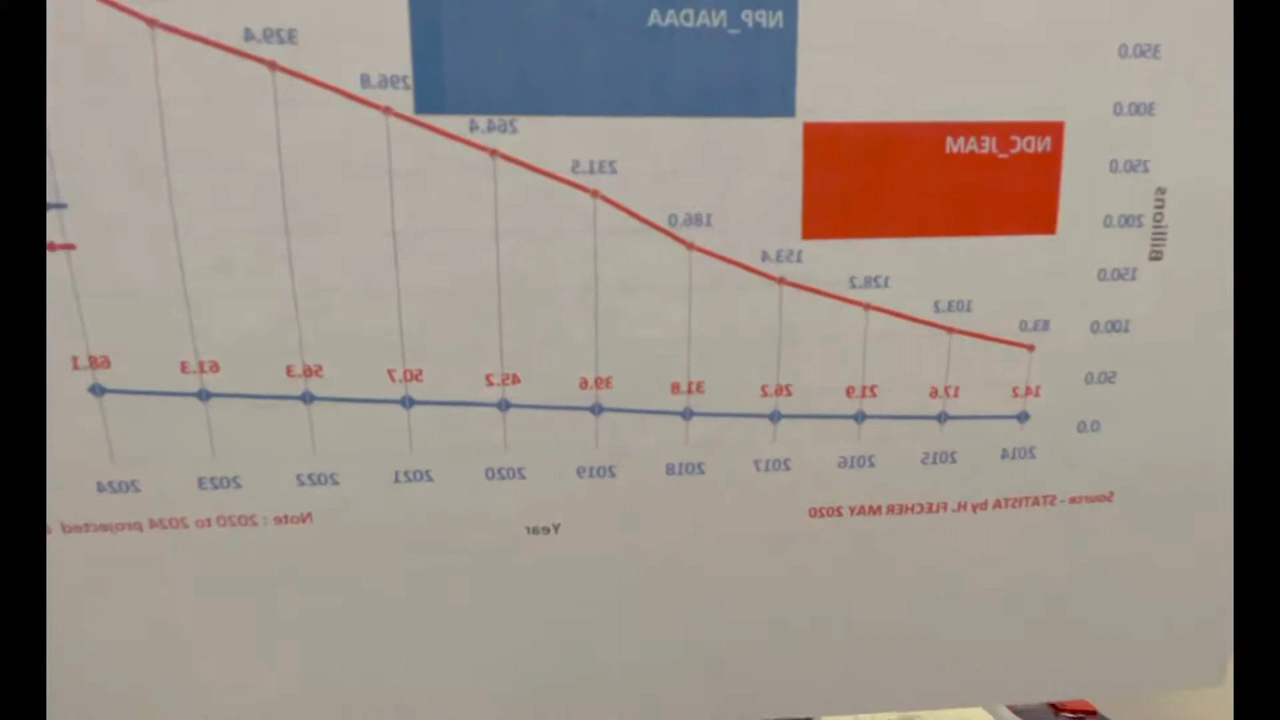 NPP_NADAA
NDC_JEAM
Billions
350.0
300.0
250.0
200.0
150.0
100.0
50.0
0.0
83.0 103.2 128.2 153.4 186.0 231.5 264.4 296.8 329.4
14.2 17.6 21.9 26.2 31.8 39.6 45.2 50.7 56.3 61.3 68.1
2014 2015 2016 2017 2018 2019 2020 2021 2022 2023 2024
Source - STATISTA by H. FLECHER MAY 2020
Year
Note : 2020 to 2024 projected